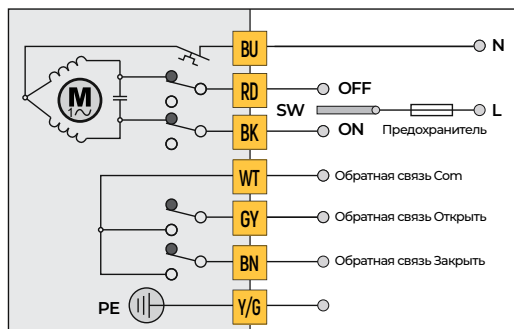 BU N
RD OFF
M
1~
SW L
BK ON Предохранитель
WT Обратная связь Com
GY Обратная связь Открыть
BN Обратная связь Закрыть
PE Y/G